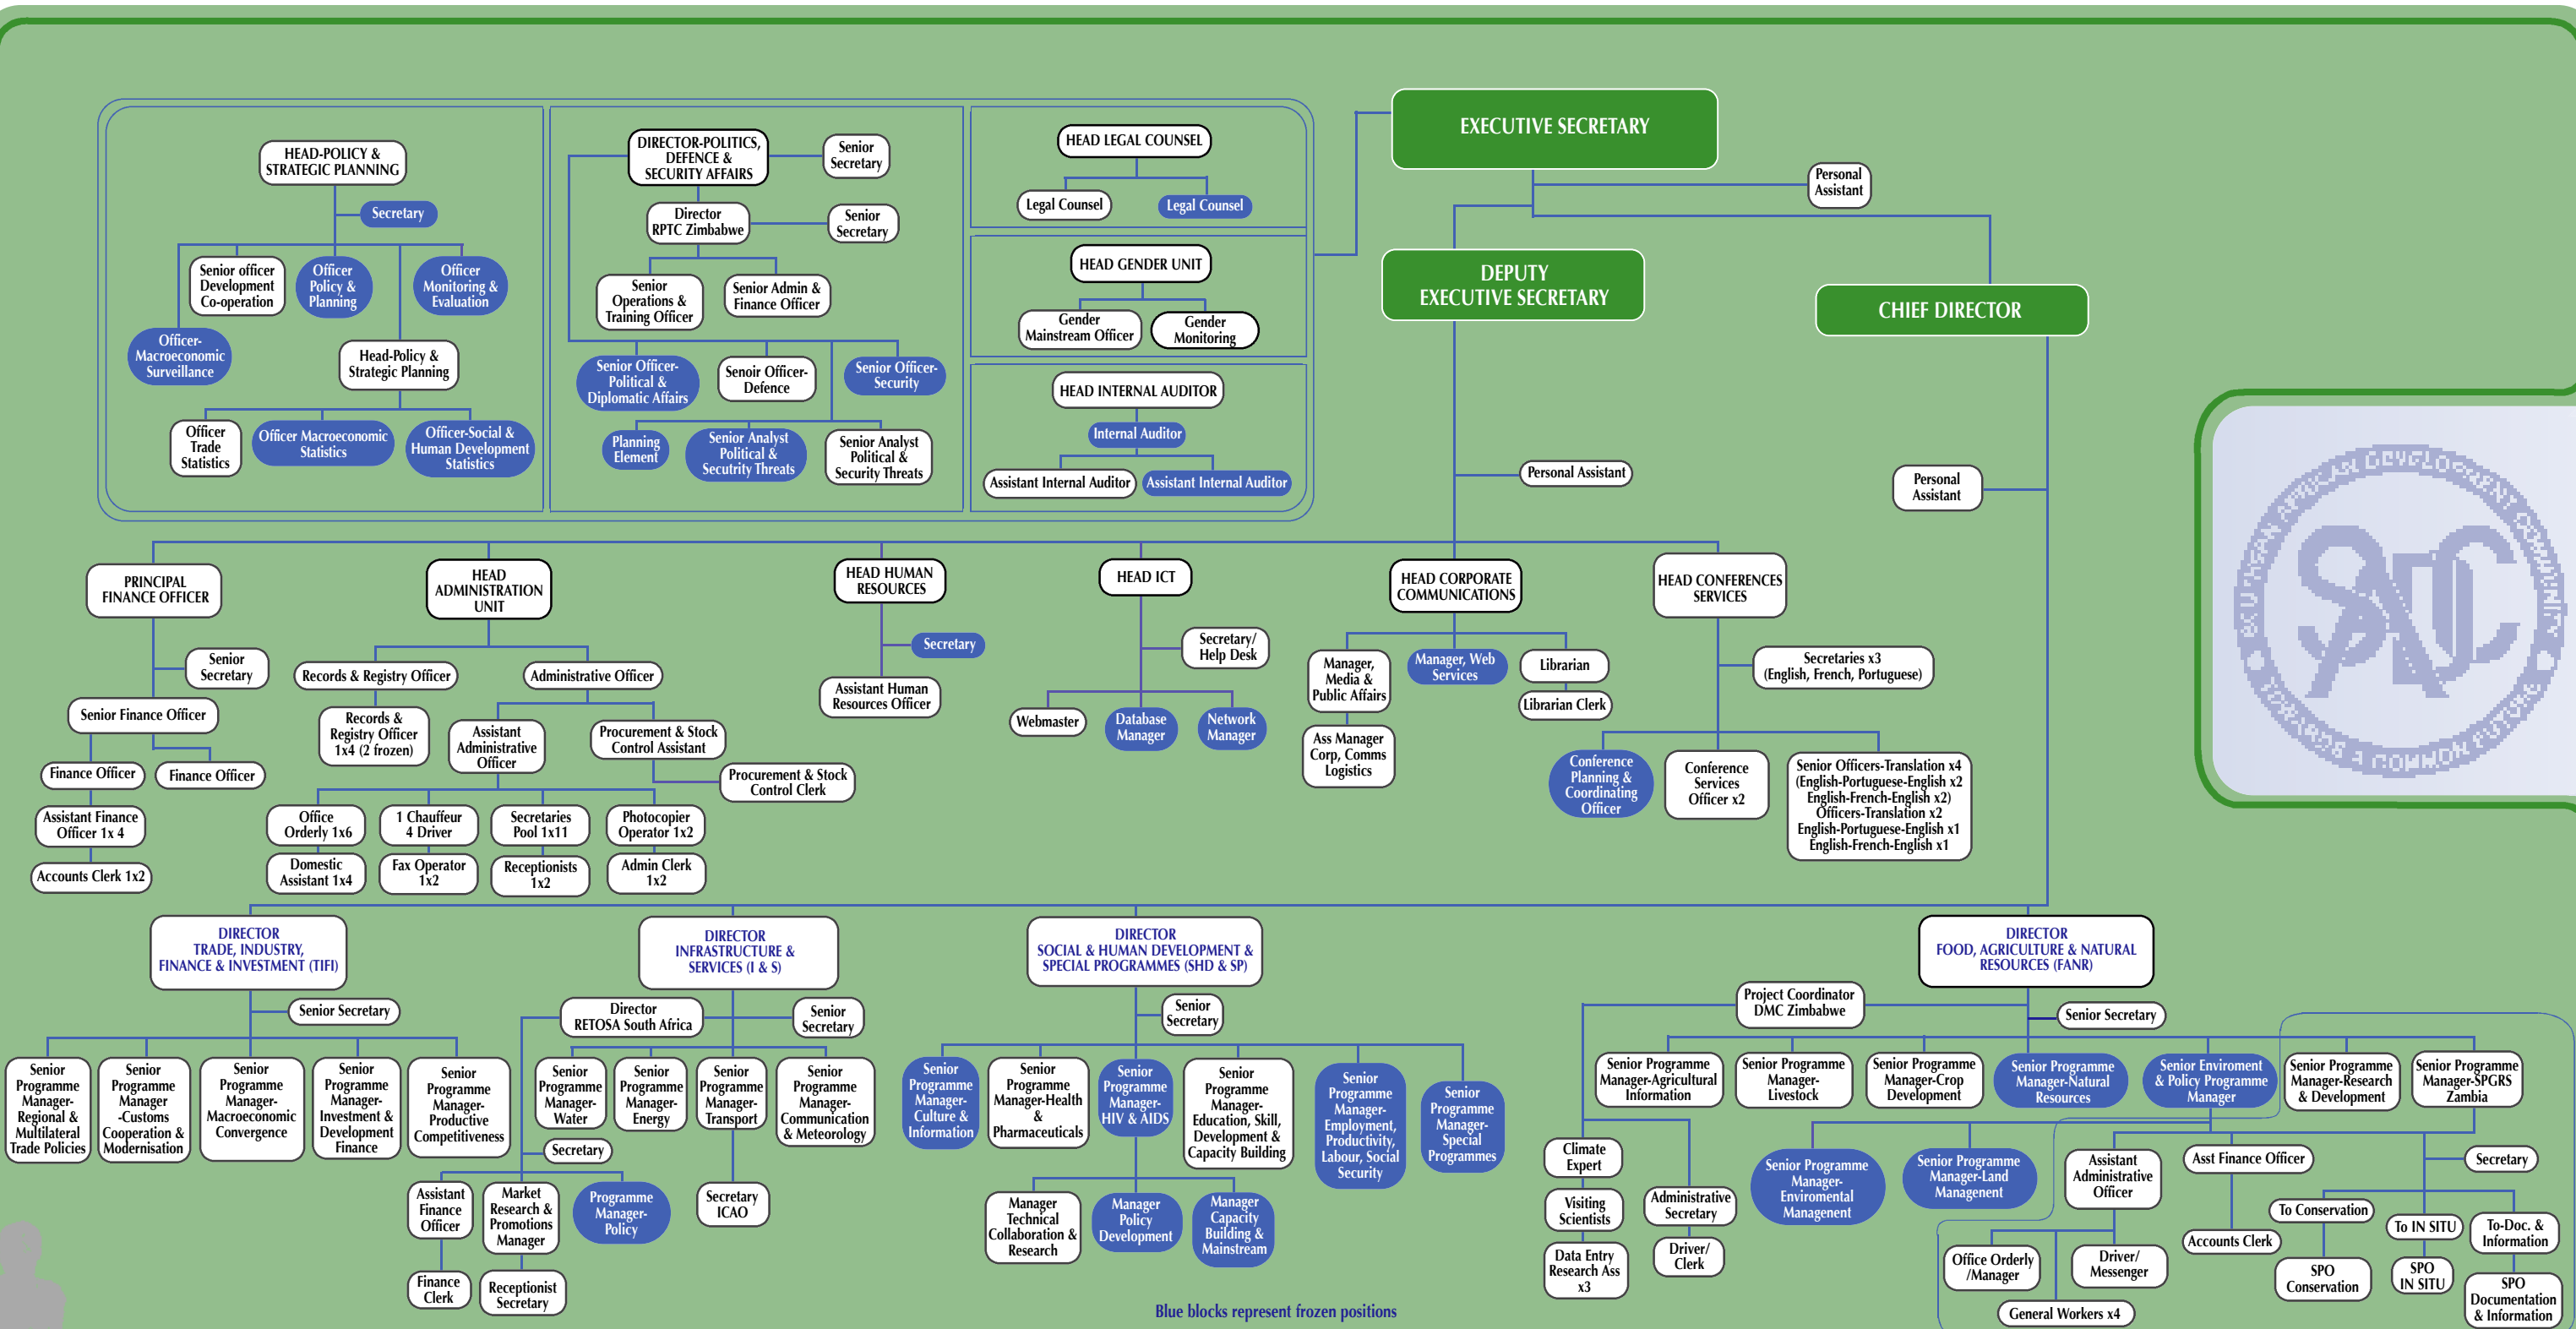 EXECUTIVE SECRETARY
Personal
Assistant
DEPUTY
EXECUTIVE SECRETARY
CHIEF DIRECTOR
Personal Assistant
Personal
Assistant
HEAD-POLICY &
STRATEGIC PLANNING
Secretary
Senior officer
Development
Co-operation
Officer
Policy &
Planning
Officer
Monitoring &
Evaluation
Officer-
Macroeconomic
Surveillance
Head-Policy &
Strategic Planning
Officer
Trade
Statistics
Officer Macroeconomic
Statistics
Officer-Social &
Human Development
Statistics
DIRECTOR-POLITICS,
DEFENCE &
SECURITY AFFAIRS
Senior
Secretary
Director
RPTC Zimbabwe
Senior
Secretary
Senior
Operations &
Training Officer
Senior Admin &
Finance Officer
Senior Officer-
Political &
Diplomatic Affairs
Senoir Officer-
Defence
Senior Officer-
Security
Planning
Element
Senior Analyst
Political &
Secutrity Threats
Senior Analyst
Political &
Security Threats
HEAD LEGAL COUNSEL
Legal Counsel
Legal Counsel
HEAD GENDER UNIT
Gender
Mainstream Officer
Gender
Monitoring
HEAD INTERNAL AUDITOR
Internal Auditor
Assistant Internal Auditor
Assistant Internal Auditor
PRINCIPAL
FINANCE OFFICER
Senior
Secretary
Senior Finance Officer
Finance Officer
Finance Officer
Assistant Finance
Officer 1x 4
Accounts Clerk 1x2
HEAD
ADMINISTRATION
UNIT
Records & Registry Officer
Administrative Officer
Records &
Registry Officer
1x4 (2 frozen)
Assistant
Administrative
Officer
Procurement & Stock
Control Assistant
Procurement & Stock
Control Clerk
Office
Orderly 1x6
1 Chauffeur
4 Driver
Secretaries
Pool 1x11
Photocopier
Operator 1x2
Domestic
Assistant 1x4
Fax Operator
1x2
Receptionists
1x2
Admin Clerk
1x2
HEAD HUMAN
RESOURCES
Secretary
Assistant Human
Resources Officer
HEAD ICT
Secretary/
Help Desk
Webmaster
Database
Manager
Network
Manager
HEAD CORPORATE
COMMUNICATIONS
Manager,
Media &
Public Affairs
Manager, Web
Services
Librarian
Librarian Clerk
Ass Manager
Corp, Comms
Logistics
HEAD CONFERENCES
SERVICES
Secretaries x3
(English, French, Portuguese)
Conference
Planning &
Coordinating
Officer
Conference
Services
Officer x2
Senior Officers-Translation x4
(English-Portuguese-English x2
English-French-English x2)
Officers-Translation x2
English-Portuguese-English x1
English-French-English x1
SADC
DIRECTOR
TRADE, INDUSTRY,
FINANCE & INVESTMENT (TIFI)
Senior Secretary
Senior
Programme
Manager-
Regional &
Multilateral
Trade Policies
Senior
Programme
Manager
-Customs
Cooperation &
Modernisation
Senior
Programme
Manager-
Macroeconomic
Convergence
Senior
Programme
Manager-
Investment &
Development
Finance
Senior
Programme
Manager-
Productive
Competitiveness
DIRECTOR
INFRASTRUCTURE &
SERVICES (I & S)
Director
RETOSA South Africa
Senior
Secretary
Senior
Programme
Manager-
Water
Senior
Programme
Manager-
Energy
Senior
Programme
Manager-
Transport
Senior
Programme
Manager-
Communication
& Meteorology
Secretary
Assistant
Finance
Officer
Market
Research &
Promotions
Manager
Programme
Manager-
Policy
Secretary
ICAO
Finance
Clerk
Receptionist
Secretary
DIRECTOR
SOCIAL & HUMAN DEVELOPMENT &
SPECIAL PROGRAMMES (SHD & SP)
Senior
Secretary
Senior
Programme
Manager-
Culture &
Information
Senior
Programme
Manager-Health
&
Pharmaceuticals
Senior
Programme
Manager-
HIV & AIDS
Senior
Programme
Manager-
Education, Skill,
Development &
Capacity Building
Senior
Programme
Manager-
Employment,
Productivity,
Labour, Social
Security
Senior
Programme
Manager-
Special
Programmes
Manager
Technical
Collaboration &
Research
Manager
Policy
Development
Manager
Capacity
Building &
Mainstream
DIRECTOR
FOOD, AGRICULTURE & NATURAL
RESOURCES (FANR)
Project Coordinator
DMC Zimbabwe
Senior Secretary
Senior Programme
Manager-Agricultural
Information
Senior Programme
Manager-
Livestock
Senior Programme
Manager-Crop
Development
Senior Programme
Manager-Natural
Resources
Senior Enviroment
& Policy Programme
Manager
Senior Programme
Manager-Research
& Development
Senior Programme
Manager-SPGRS
Zambia
Climate
Expert
Visiting
Scientists
Data Entry
Research Ass
x3
Administrative
Secretary
Driver/
Clerk
Senior Programme
Manager-
Enviromental
Management
Senior Programme
Manager-Land
Management
Assistant
Administrative
Officer
Asst Finance Officer
Secretary
Office Orderly
/Manager
Driver/
Messenger
General Workers x4
Accounts Clerk
To Conservation
To IN SITU
To-Doc. &
Information
SPO
Conservation
SPO
IN SITU
SPO
Documentation
& Information
Blue blocks represent frozen positions